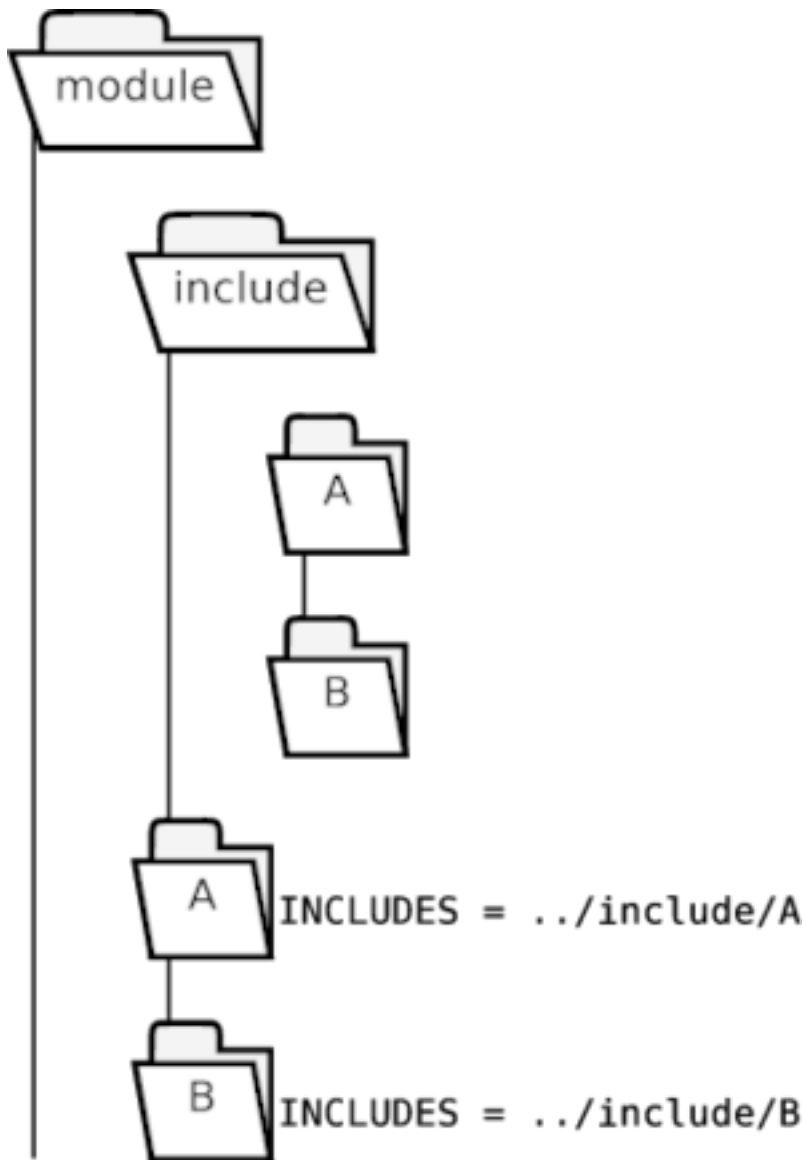 module
include
A
B
A
INCLUDES = ../include/A
B
INCLUDES = ../include/B